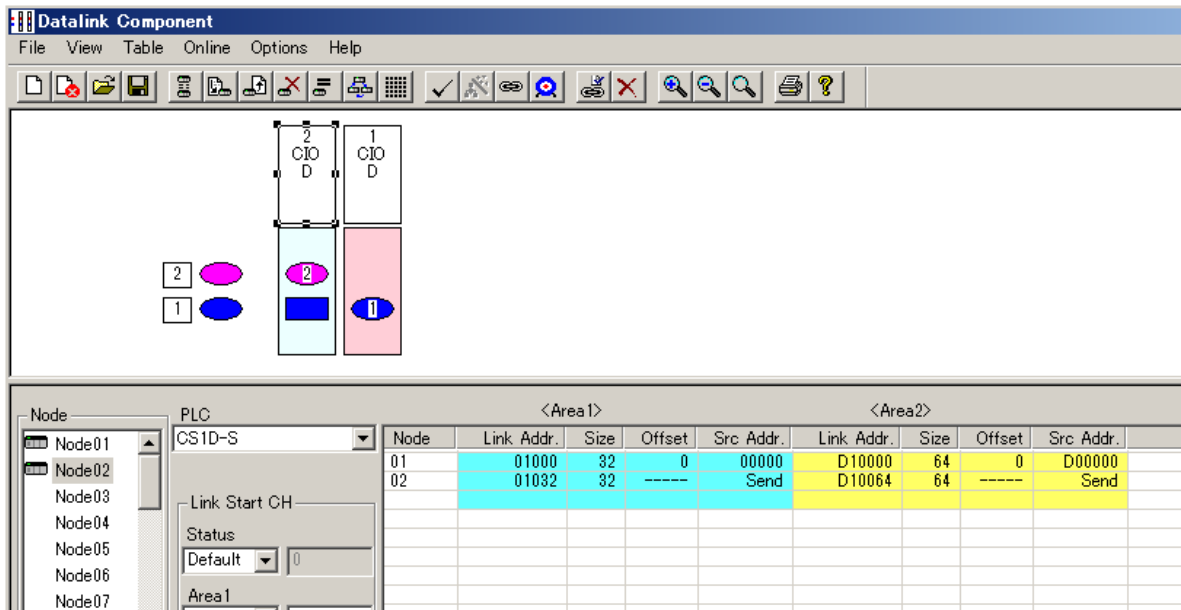 Datalink Component
File View Table Online Options Help
2 1
CIO CIO
D D
2 2
1 1
Node PLC <Area1> <Area2>
Node01 CS1D-S Node Link Addr. Size Offset Src Addr. Link Addr. Size Offset Src Addr.
01 01000 32 0 00000 D10000 64 0 D00000
Node02 02 01032 32 ----- Send D10064 64 ----- Send
Node03
Link Start CH
Node04
Status
Node05
Default 0
Node06
Area1
Node07